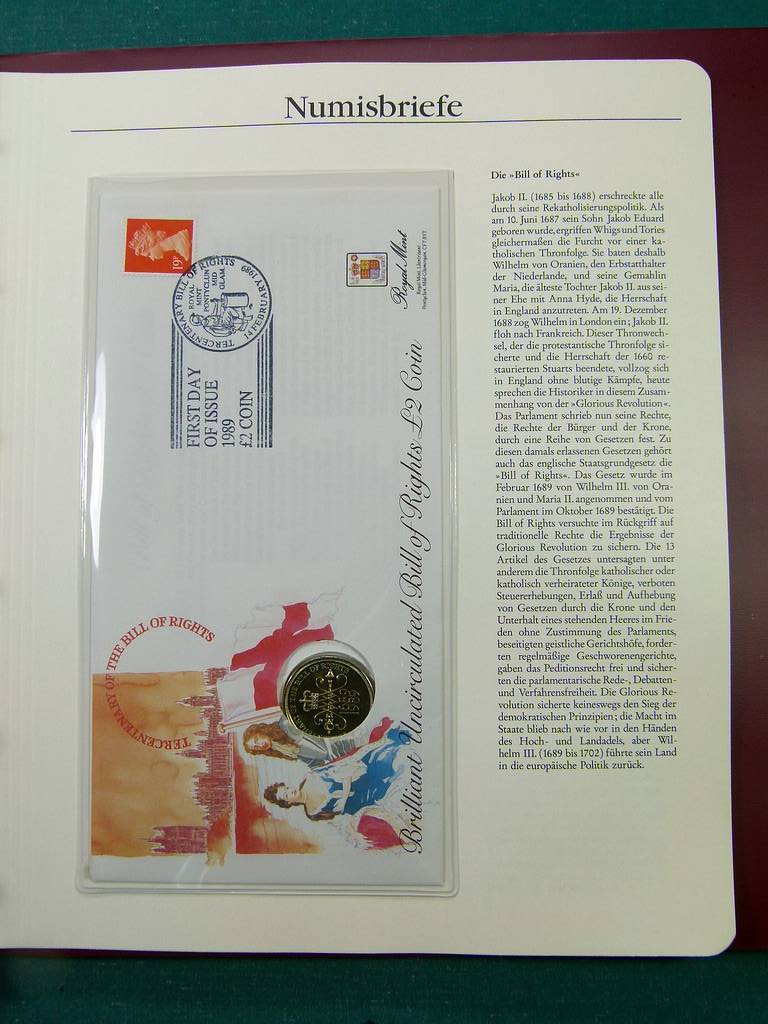 Numisbriefe
19P
TERCENTENARY BILL OF RIGHTS
ROYAL
MINT
PONTYCLUN
MID
GLAM.
14 FEBRUARY 1989
FIRST DAY
OF ISSUE
1989
£2 COIN
Royal Mint
Brilliant Uncirculated Bill of Rights £2 Coin
TERCENTENARY OF THE BILL OF RIGHTS
OF THE BILL OF RIGHTS
1689
1989
Die »Bill of Rights«
Jakob II. (1685 bis 1688) erschreckte alle
durch seine Rekatholisierungspolitik. Als
am 10. Juni 1687 sein Sohn Jakob Eduard
geboren wurde, ergriffen Whigs und Tories
gleichermaßen die Furcht vor einer ka-
tholischen Thronfolge. Sie baten deshalb
Wilhelm von Oranien, den Erbstatthalter
der Niederlande, und seine Gemahlin
Maria, die älteste Tochter Jakob II. aus sei-
ner Ehe mit Anna Hyde, die Herrschaft
in England anzutreten. Am 19. Dezember
1688 zog Wilhelm in London ein; Jakob II.
floh nach Frankreich. Dieser Thronwech-
sel, der die protestantische Thronfolge si-
cherte und die Herrschaft der 1660 re-
staurierten Stuarts beendete, vollzog sich
in England ohne blutige Kämpfe, heute
sprechen die Historiker in diesem Zusam-
menhang von der »Glorious Revolution«.
Das Parlament schrieb nun seine Rechte,
die Rechte der Bürger und der Krone,
durch eine Reihe von Gesetzen fest. Zu
diesen damals erlassenen Gesetzen gehört
auch das englische Staatsgrundgesetz die
»Bill of Rights«. Das Gesetz wurde im
Februar 1689 von Wilhelm III. von Ora-
nien und Maria II. angenommen und vom
Parlament im Oktober 1689 bestätigt. Die
Bill of Rights versuchte im Rückgriff auf
traditionelle Rechte die Ergebnisse der
Glorious Revolution zu sichern. Die 13
Artikel des Gesetzes untersagten unter
anderem die Thronfolge katholischer oder
katholisch verheirateter Könige, verboten
Steuererhebungen, Erlaß und Aufhebung
von Gesetzen durch die Krone und den
Unterhalt eines stehenden Heeres im Frie-
den ohne Zustimmung des Parlaments,
beseitigten geistliche Gerichtshöfe, forder-
ten regelmäßige Geschworenengerichte,
gaben das Peditionsrecht frei und sicher-
ten die parlamentarische Rede-, Debatten-
und Verfahrensfreiheit. Die Glorious Re-
volution sicherte keineswegs den Sieg der
demokratischen Prinzipien; die Macht im
Staate blieb nach wie vor in den Händen
des Hoch- und Landadels, aber Wil-
helm III. (1689 bis 1702) führte sein Land
in die europäische Politik zurück.